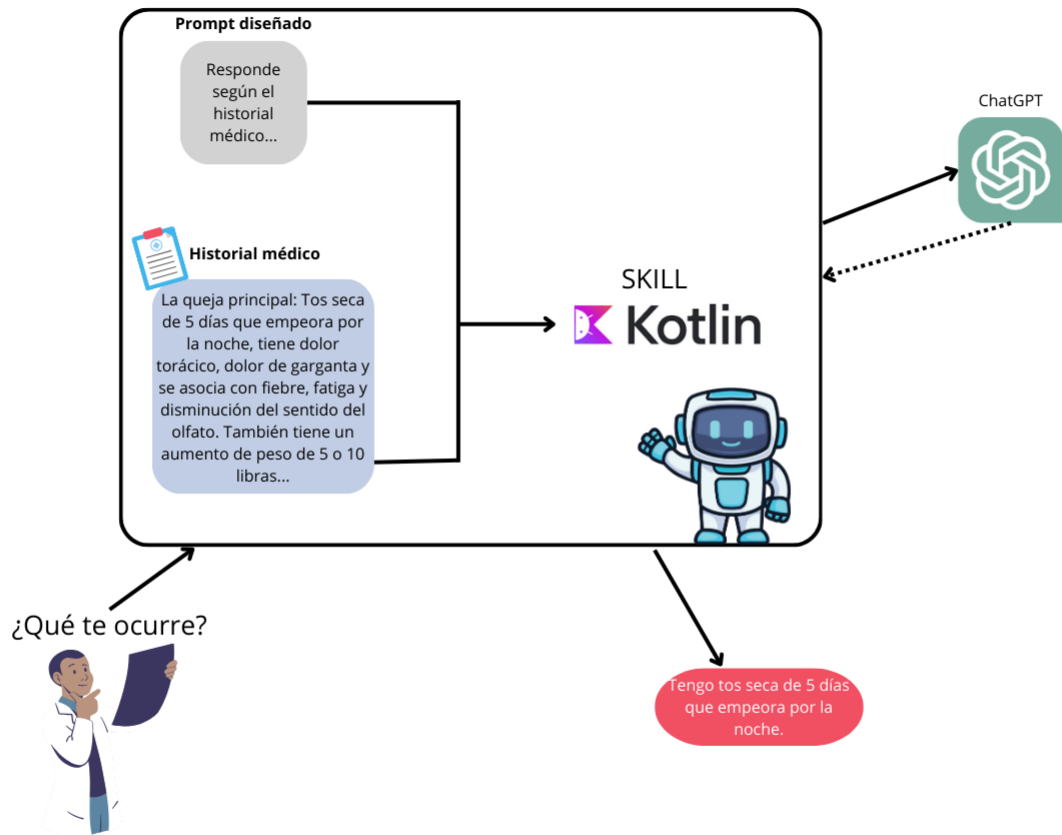 Prompt diseñado
Responde
según el
historial
médico...
ChatGPT
Historial médico
La queja principal: Tos seca
de 5 días que empeora por
la noche, tiene dolor
torácico, dolor de garganta y
se asocia con fiebre, fatiga y
disminución del sentido del
olfato. También tiene un
aumento de peso de 5 o 10
libras...
SKILL
Kotlin
¿Qué te ocurre?
Tengo tos seca de 5 días
que empeora por la
noche.